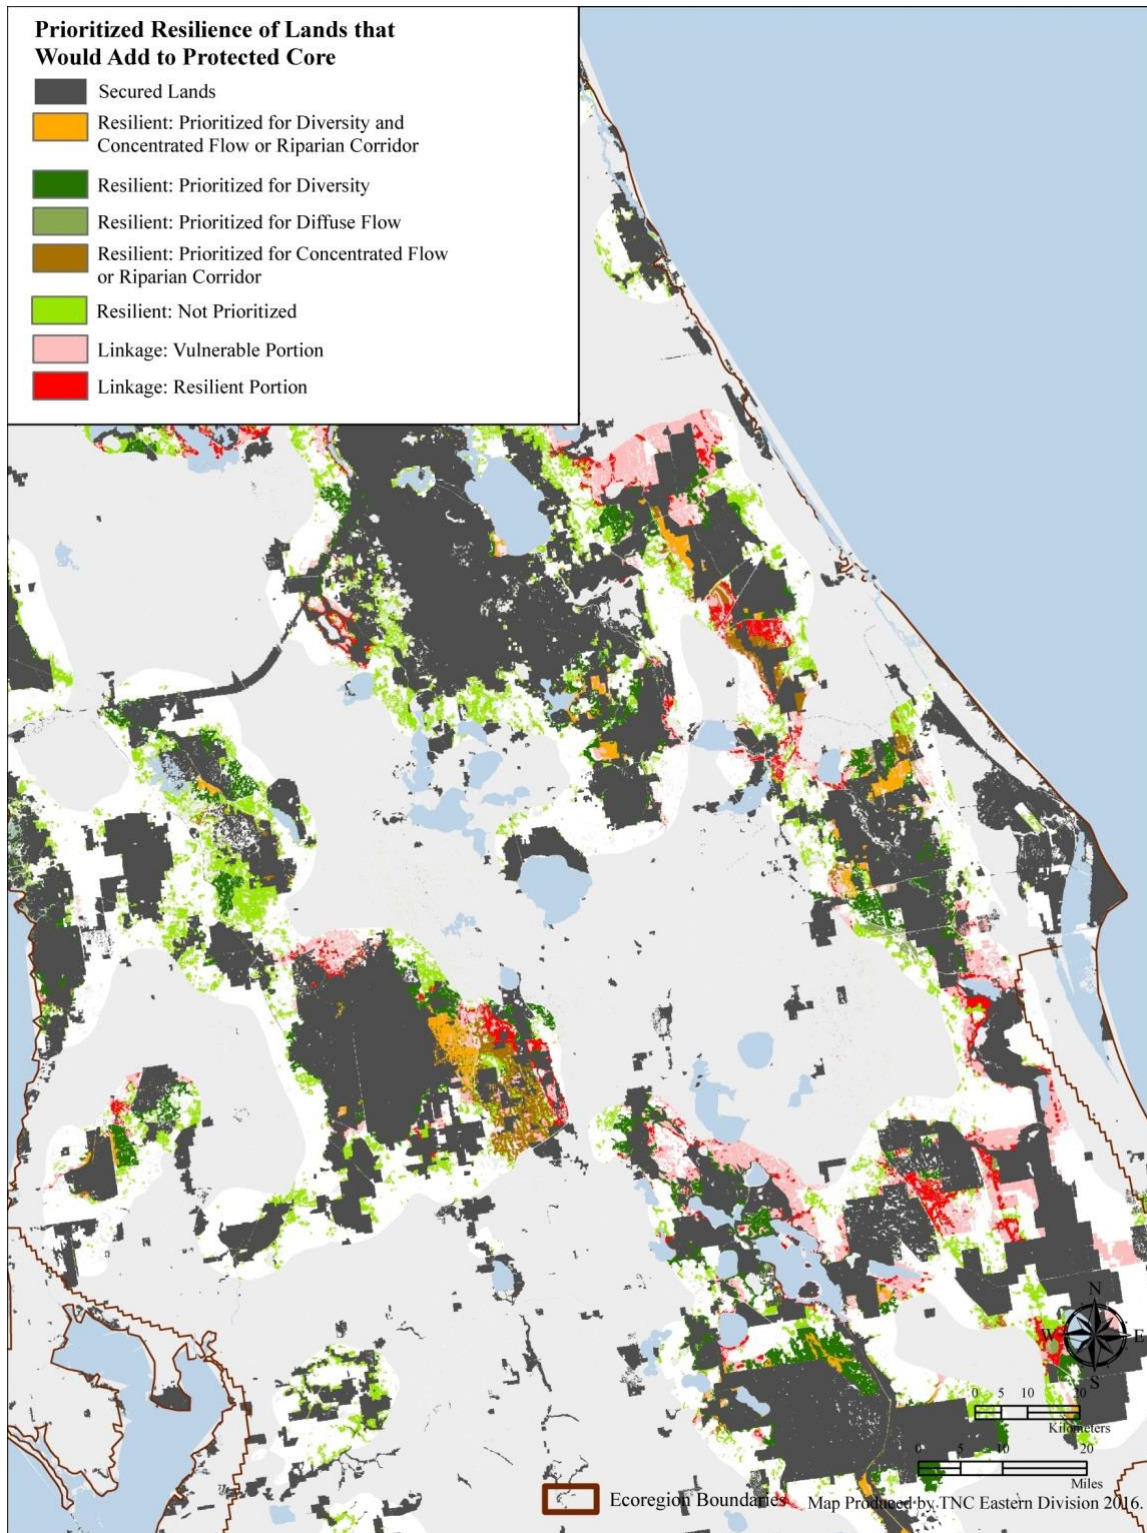 Prioritized Resilience of Lands that
Would Add to Protected Core
Secured Lands
Resilient: Prioritized for Diversity and
Concentrated Flow or Riparian Corridor
Resilient: Prioritized for Diversity
Resilient: Prioritized for Diffuse Flow
Resilient: Prioritized for Concentrated Flow
or Riparian Corridor
Resilient: Not Prioritized
Linkage: Vulnerable Portion
Linkage: Resilient Portion
N
W E
S
0 5 10 20
Kilometers
0 5 10 20
Miles
Ecoregion Boundaries
Map Produced by TNC Eastern Division 2016.